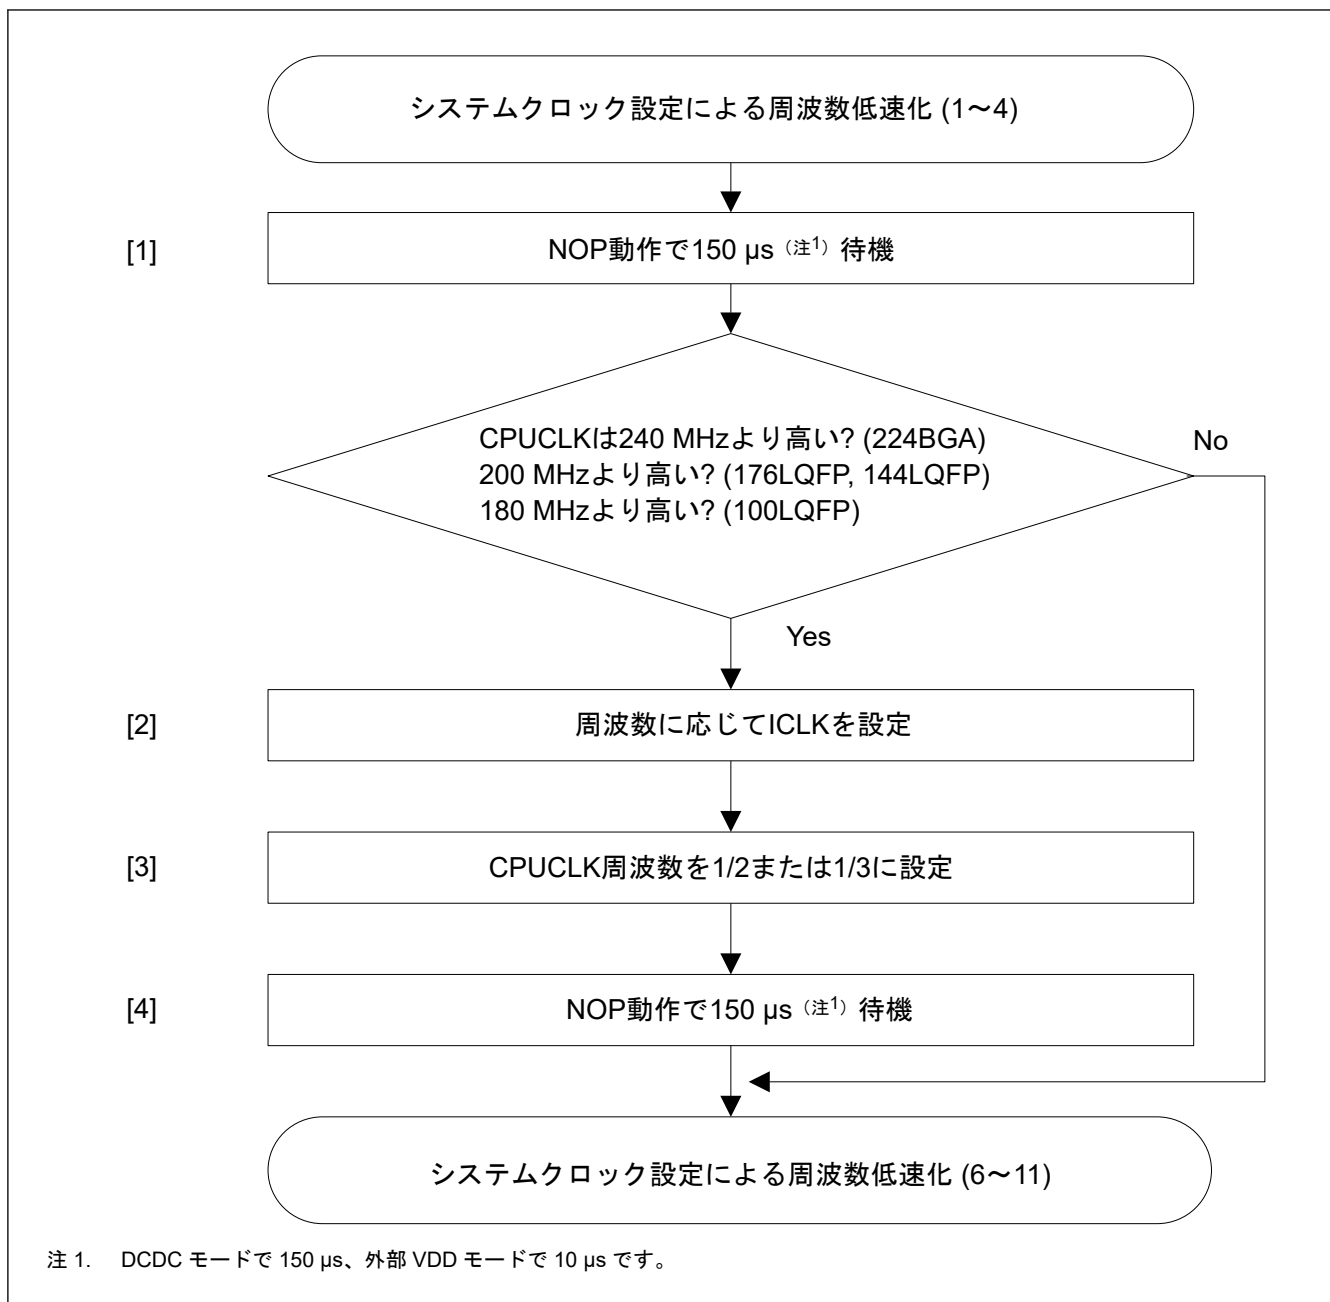 システムクロック設定による周波数低速化 (1～4)
[1]
NOP動作で150 µs（注1）待機
CPUCLKは240 MHzより高い? (224BGA)
200 MHzより高い? (176LQFP, 144LQFP)
180 MHzより高い? (100LQFP)
No
Yes
[2]
周波数に応じてICLKを設定
[3]
CPUCLK周波数を1/2または1/3に設定
[4]
NOP動作で150 µs（注1）待機
システムクロック設定による周波数低速化 (6～11)
注 1. DCDC モードで 150 µs、外部 VDD モードで 10 µs です。